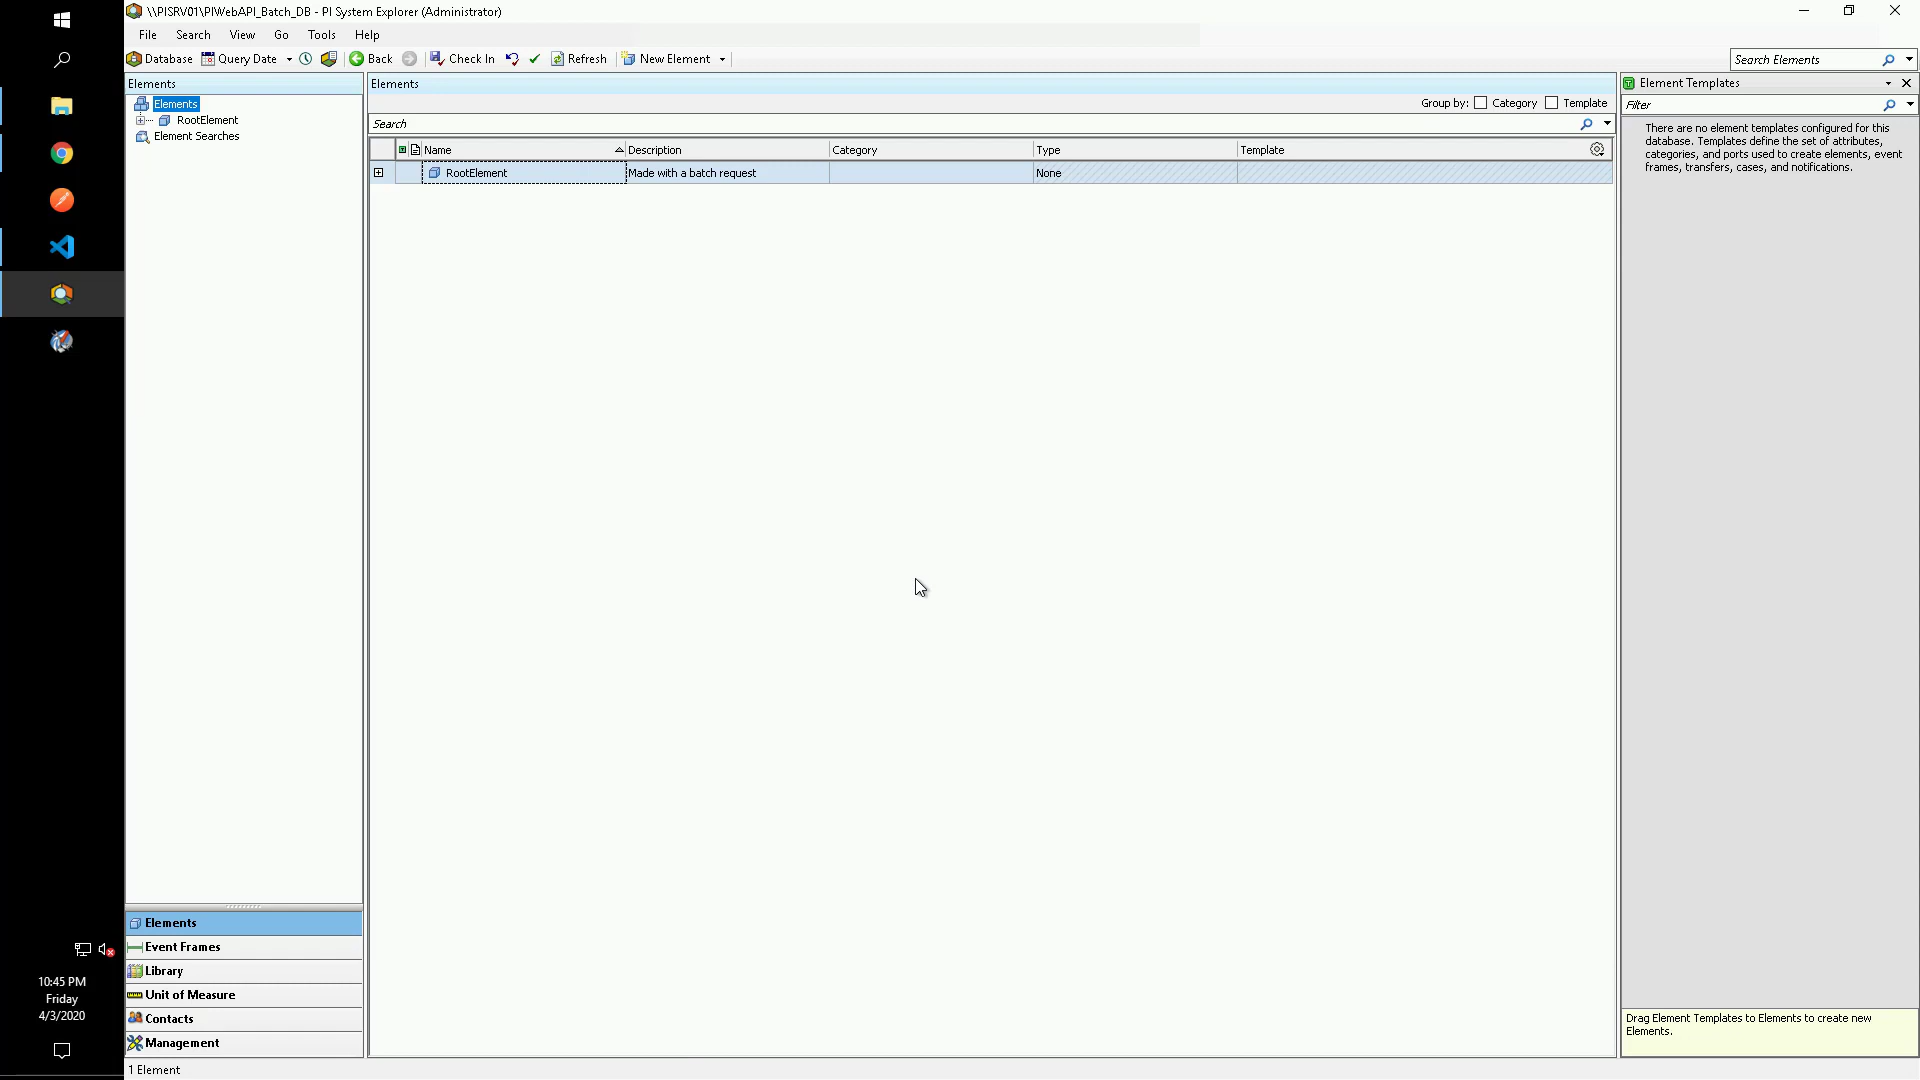 \\PISRV01\PIWebAPI_Batch_DB - PI System Explorer (Administrator)
File Search View Go Tools Help
Database Query Date Back Check In Refresh New Element
Search Elements
Elements
Elements
RootElement
Element Searches
Elements
Group by: Category Template
Search
Name Description Category Type Template
RootElement Made with a batch request None
Element Templates
Filter
There are no element templates configured for this
database. Templates define the set of attributes,
categories, and ports used to create elements, event
frames, transfers, cases, and notifications.
Drag Element Templates to Elements to create new
Elements.
Elements
Event Frames
Library
Unit of Measure
Contacts
Management
1 Element
10:45 PM
Friday
4/3/2020